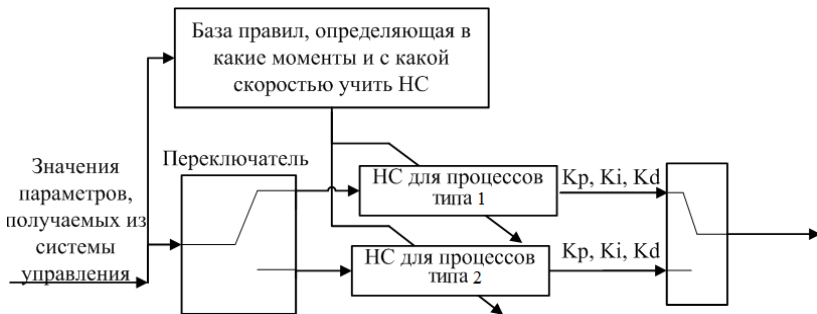 База правил, определяющая в
какие моменты и с какой
скоростью учить НС
Значения
параметров,
получаемых из
системы
управления
Переключатель
НС для процессов
типа 1
Kp, Ki, Kd
НС для процессов
типа 2
Kp, Ki, Kd